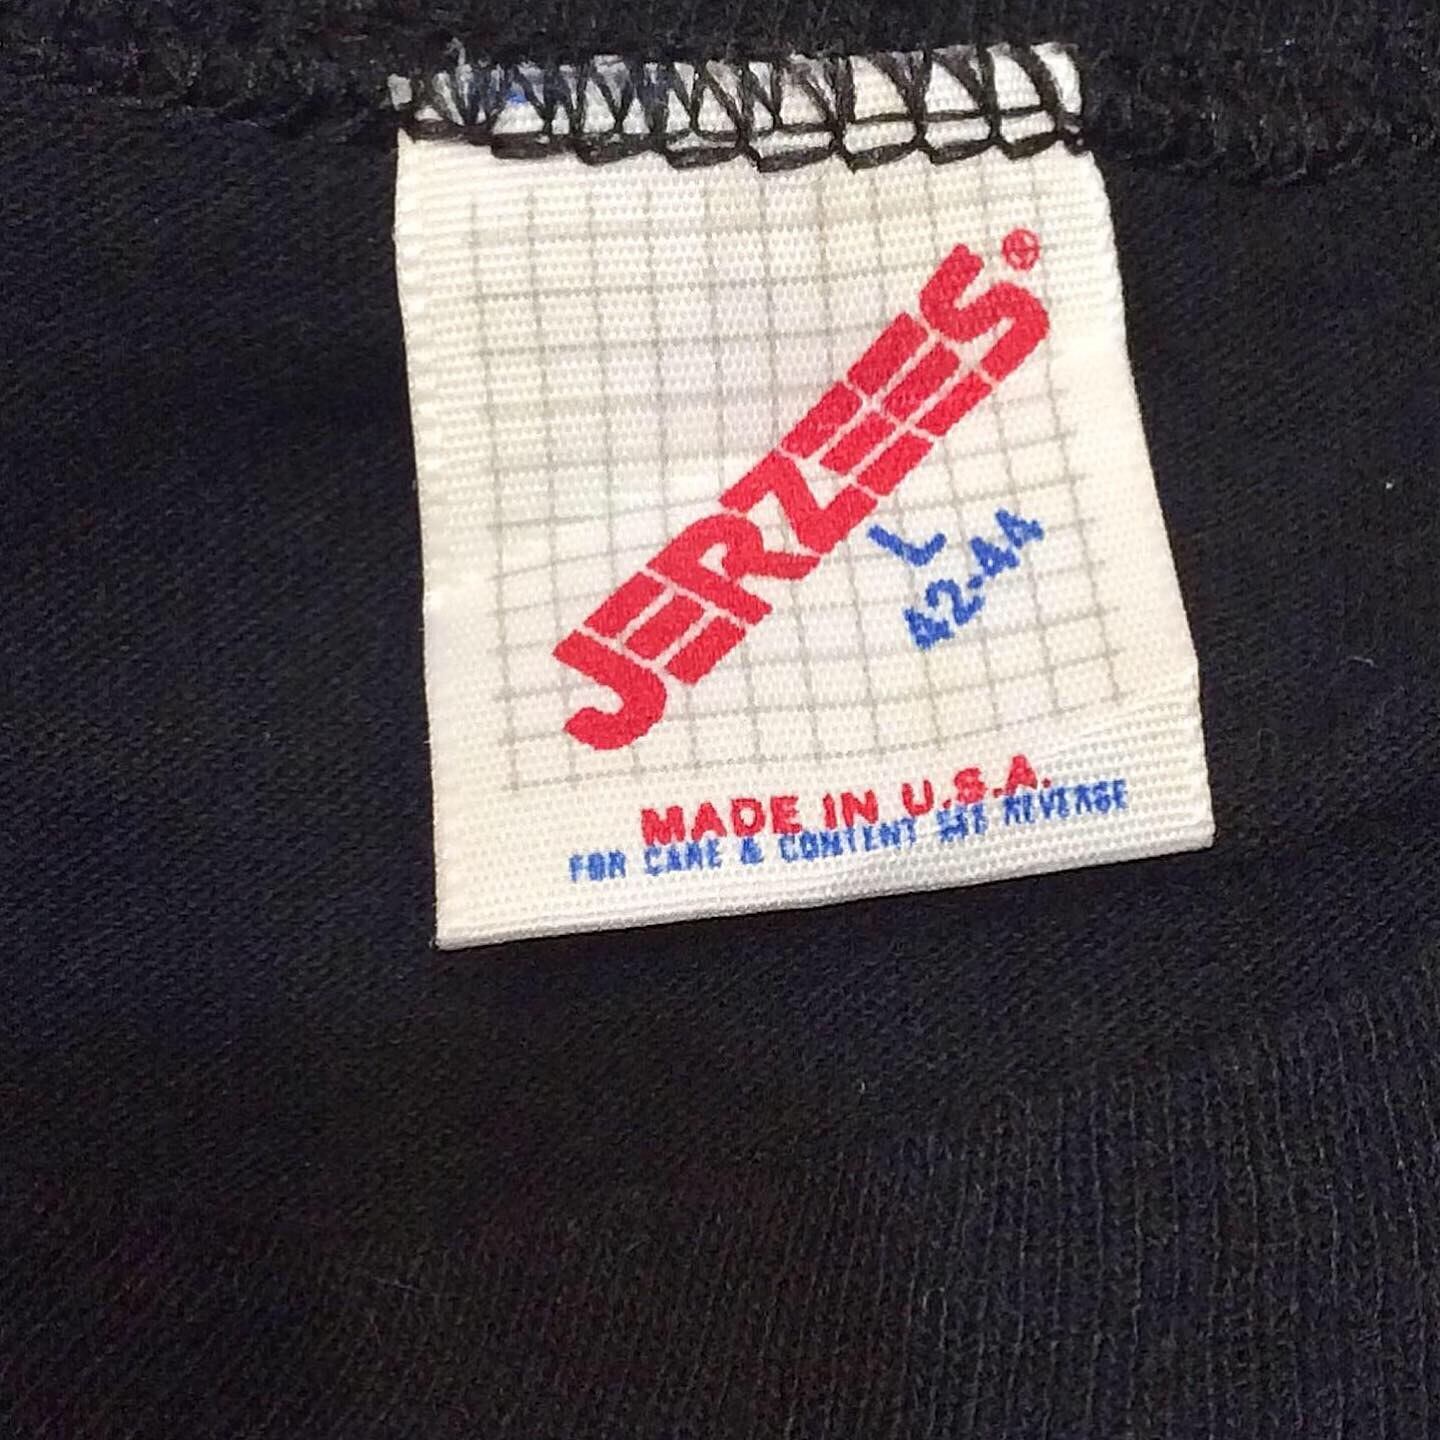 JERZEES®
L
42-44
MADE IN U.S.A.
FOR CARE & CONTENT SEE REVERSE